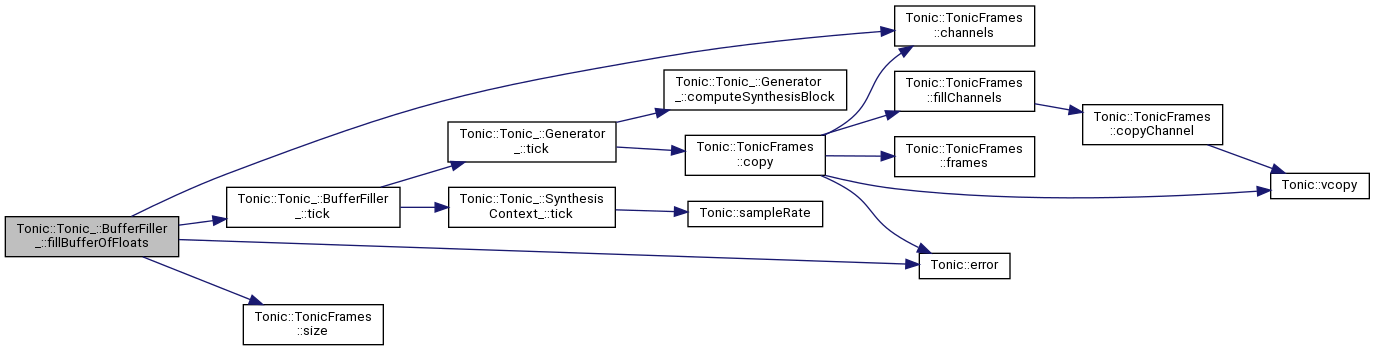 Tonic::Tonic_::BufferFiller
_::fillBufferOfFloats
Tonic::TonicFrames
::channels
Tonic::Tonic_::BufferFiller
_::tick
Tonic::Tonic_::Generator
_::tick
Tonic::Tonic_::Generator
_::computeSynthesisBlock
Tonic::TonicFrames
::copy
Tonic::TonicFrames
::fillChannels
Tonic::TonicFrames
::copyChannel
Tonic::vcopy
Tonic::TonicFrames
::frames
Tonic::error
Tonic::Tonic_::Synthesis
Context_::tick
Tonic::sampleRate
Tonic::TonicFrames
::size